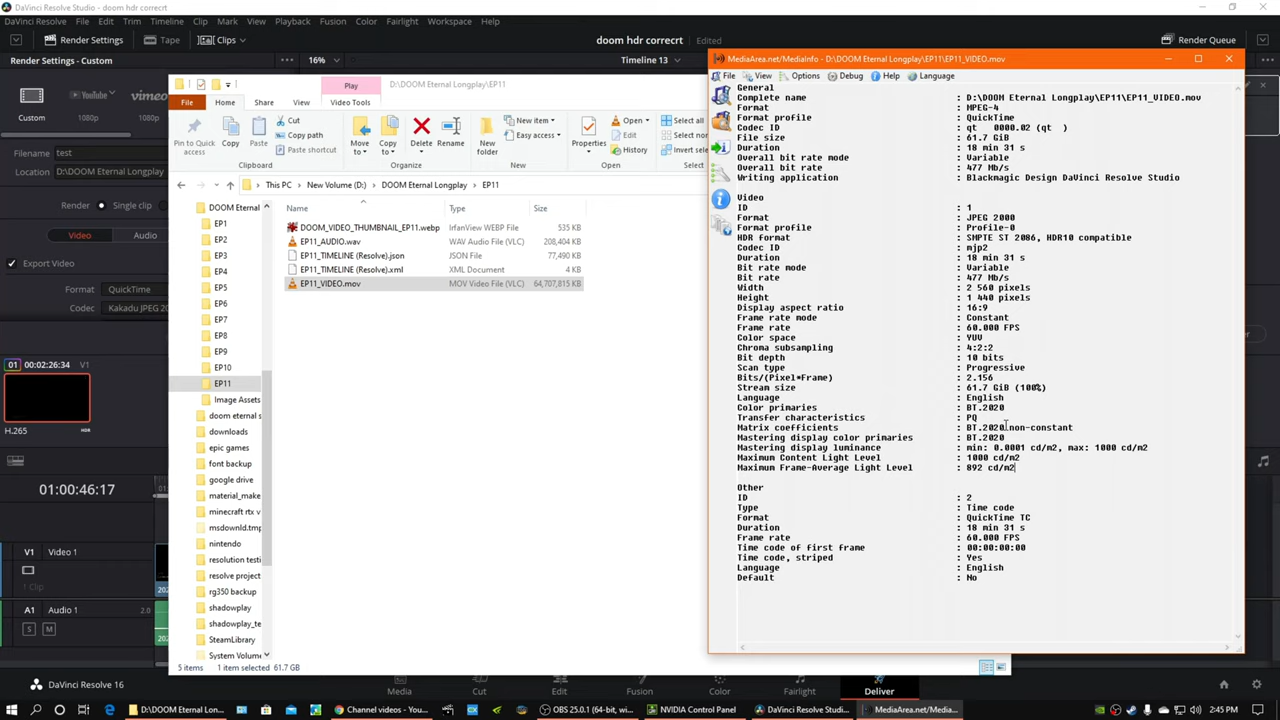 DaVinci Resolve Studio
DaVinci Resolve File Edit Trim Timeline Clip Mark View Playback Fusion Color Fairlight Workspace Help
Render Settings Tape Clips doom hdr correcrt Edited Render Queue
Render Settings - Custom 16% Timeline 13
Custom
YouTube
1080p
vimeo
1080p
Filename test
Location D:\DOOM Eternal Longplay
Render Single clip
Video Audio
Export Video
Format QuickTime
Codec Kakadu JPEG 20
01 00:02:26:34 V1
H.265
01:00:46:17
V1 Video 1
1 Clip
A1 Audio 1 2.0
S M
Play
D:\DOOM Eternal Longplay\EP11
File Home Share View Video Tools
Pin to Quick access
Copy
Paste
Cut
Copy path
Paste shortcut
Clipboard
Move to
Copy to
Delete
Rename
Organize
New folder
New item
Easy access
New
Properties
Open
Edit
History
Open
Select all
Select none
Invert sele
This PC > New Volume (D:) > DOOM Eternal Longplay > EP11
DOOM Eternal
EP1
EP2
EP3
EP4
EP5
EP6
EP7
EP8
EP9
EP10
EP11
Image Assets
doom eternal s
downloads
epic games
font backup
google drive
material_make
minecraft rtx v
msdownld.tmp
nintendo
resolution testi
resolve project
rg350 backup
shadowplay
shadowplay_te
SteamLibrary
System Volume
Name Type Size
DOOM_VIDEO_THUMBNAIL_EP11.webp IrfanView WEBP File 535 KB
EP11_AUDIO.wav WAV Audio File (VLC) 208,404 KB
EP11_TIMELINE (Resolve).json JSON File 77,490 KB
EP11_TIMELINE (Resolve).xml XML Document 4 KB
EP11_VIDEO.mov MOV Video File (VLC) 64,707,815 KB
5 items 1 item selected 61.7 GB
MediaArea.net/MediaInfo - D:\DOOM Eternal Longplay\EP11\EP11_VIDEO.mov
File View Options Debug Help Language
General
Complete name : D:\DOOM Eternal Longplay\EP11\EP11_VIDEO.mov
Format : MPEG-4
Format profile : QuickTime
Codec ID : qt 0000.02 (qt )
File size : 61.7 GiB
Duration : 18 min 31 s
Overall bit rate mode : Variable
Overall bit rate : 477 Mb/s
Writing application : Blackmagic Design DaVinci Resolve Studio
Video
ID : 1
Format : JPEG 2000
Format profile : Profile-0
HDR format : SMPTE ST 2086, HDR10 compatible
Codec ID : mjp2
Duration : 18 min 31 s
Bit rate mode : Variable
Bit rate : 477 Mb/s
Width : 2 560 pixels
Height : 1 440 pixels
Display aspect ratio : 16:9
Frame rate mode : Constant
Frame rate : 60.000 FPS
Color space : YUV
Chroma subsampling : 4:2:2
Bit depth : 10 bits
Scan type : Progressive
Bits/(Pixel*Frame) : 2.156
Stream size : 61.7 GiB (100%)
Language : English
Color primaries : BT.2020
Transfer characteristics : PQ
Matrix coefficients : BT.2020 non-constant
Mastering display color primaries : BT.2020
Mastering display luminance : min: 0.0001 cd/m2, max: 1000 cd/m2
Maximum Content Light Level : 1000 cd/m2
Maximum Frame-Average Light Level : 892 cd/m2
Other
ID : 2
Type : Time code
Format : QuickTime TC
Duration : 18 min 31 s
Frame rate : 60.000 FPS
Time code of first frame : 00:00:00:00
Time code, striped : Yes
Language : English
Default : No
DaVinci Resolve 16 Media Cut Edit Fusion Color Fairlight Deliver
D:\DOOM Eternal Lon... Channel videos - You... OBS 25.0.1 (64-bit, wi... NVIDIA Control Panel DaVinci Resolve Studi... MediaArea.net/Media... 2:45 PM